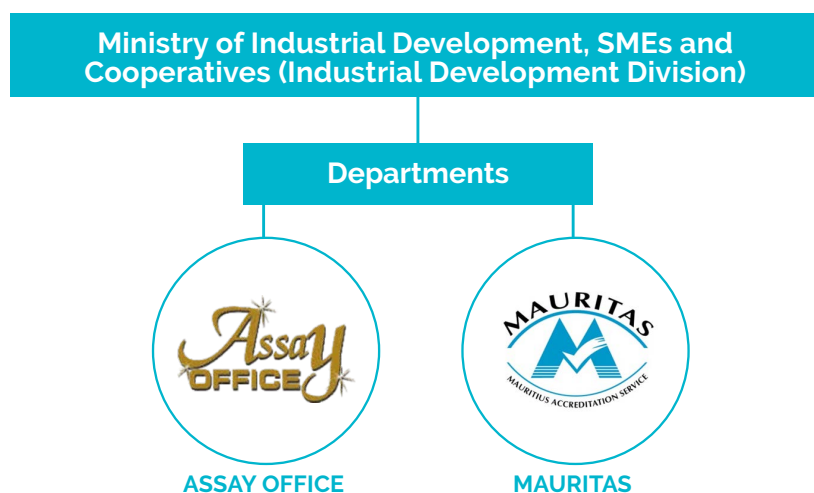 Ministry of Industrial Development, SMEs and
Cooperatives (Industrial Development Division)
Departments
Assay
OFFICE
MAURITAS
MAURITIUS ACCREDITATION SERVICE
ASSAY OFFICE
MAURITAS